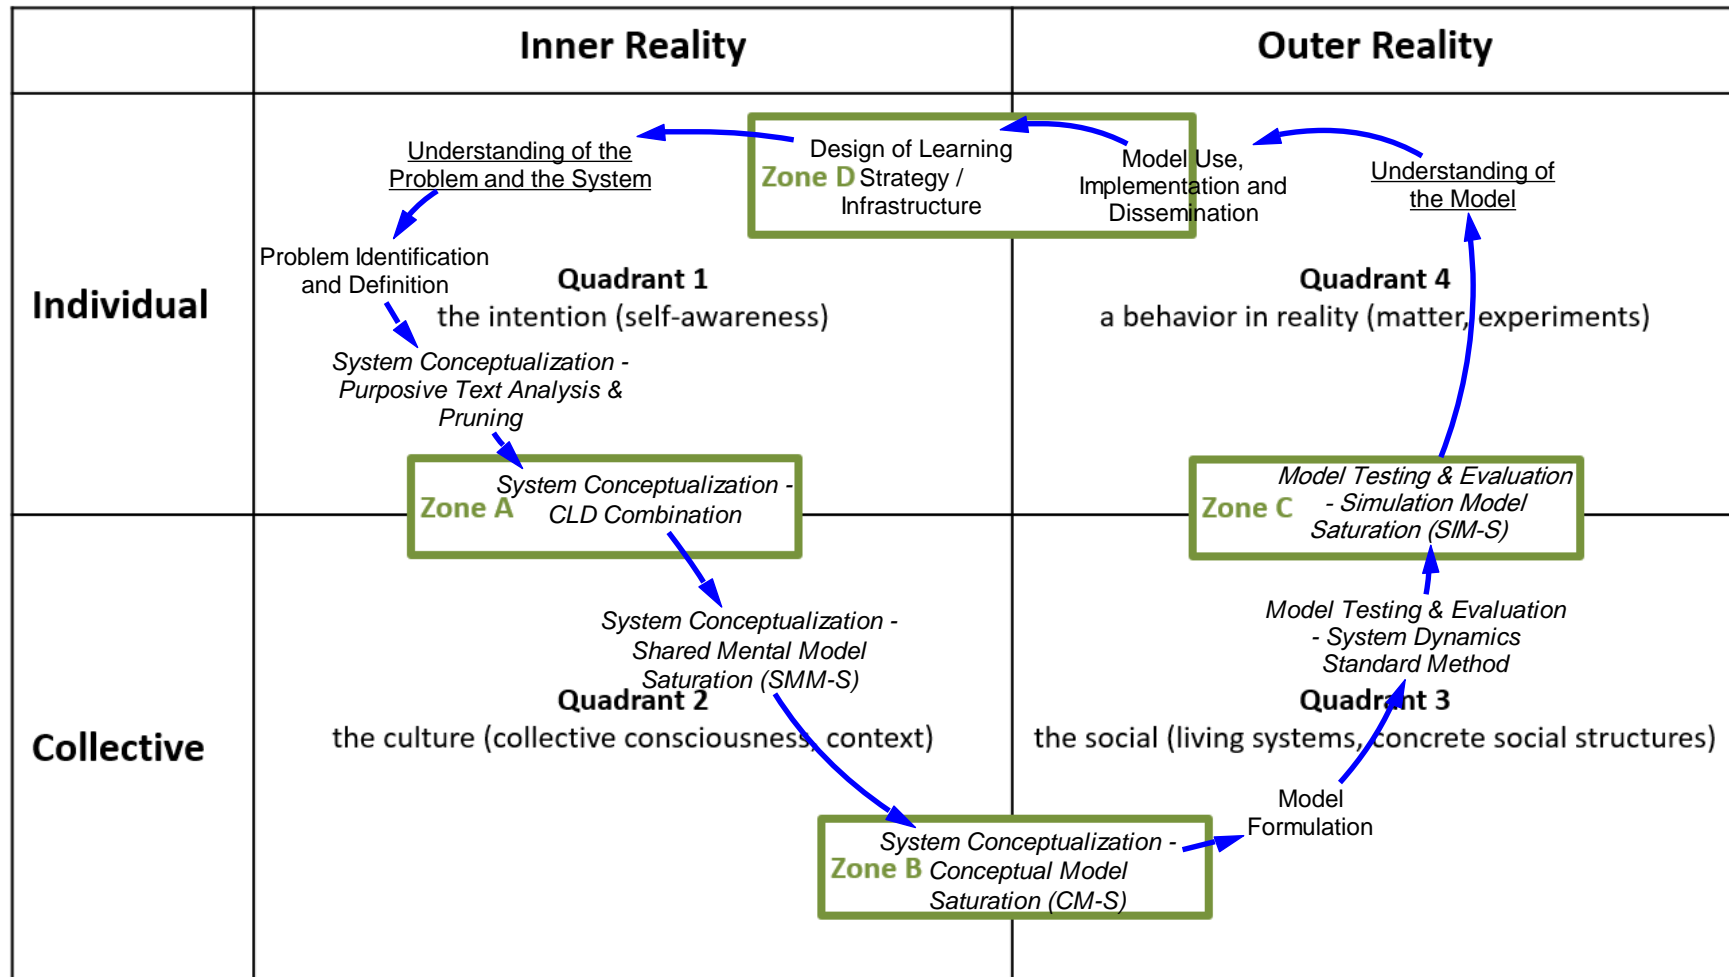 Inner Reality
Outer Reality
Individual
Understanding of the
Problem and the System
Problem Identification
and Definition
System Conceptualization -
Purposive Text Analysis &
Pruning
Quadrant 1
the intention (self-awareness)
Zone D
Design of Learning
Strategy /
Infrastructure
Model Use,
Implementation and
Dissemination
Understanding of
the Model
Quadrant 4
a behavior in reality (matter, experiments)
Zone A
System Conceptualization -
CLD Combination
Zone C
Model Testing & Evaluation
- Simulation Model
Saturation (SIM-S)
Collective
System Conceptualization -
Shared Mental Model
Saturation (SMM-S)
Quadrant 2
the culture (collective consciousness, context)
Model Testing & Evaluation
- System Dynamics
Standard Method
Quadrant 3
the social (living systems, concrete social structures)
Model
Formulation
Zone B
System Conceptualization -
Conceptual Model
Saturation (CM-S)